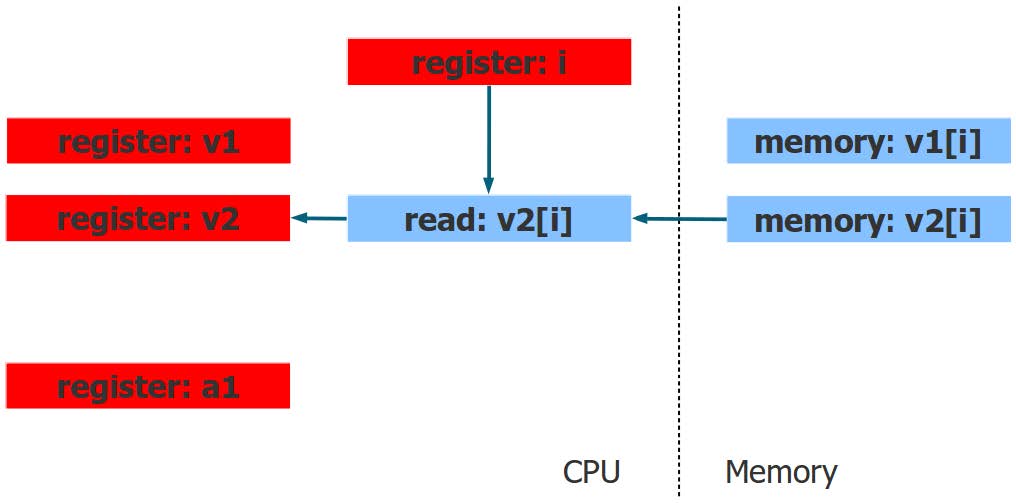 register: i
register: v1
memory: v1[i]
register: v2
read: v2[i]
memory: v2[i]
register: a1
CPU
Memory